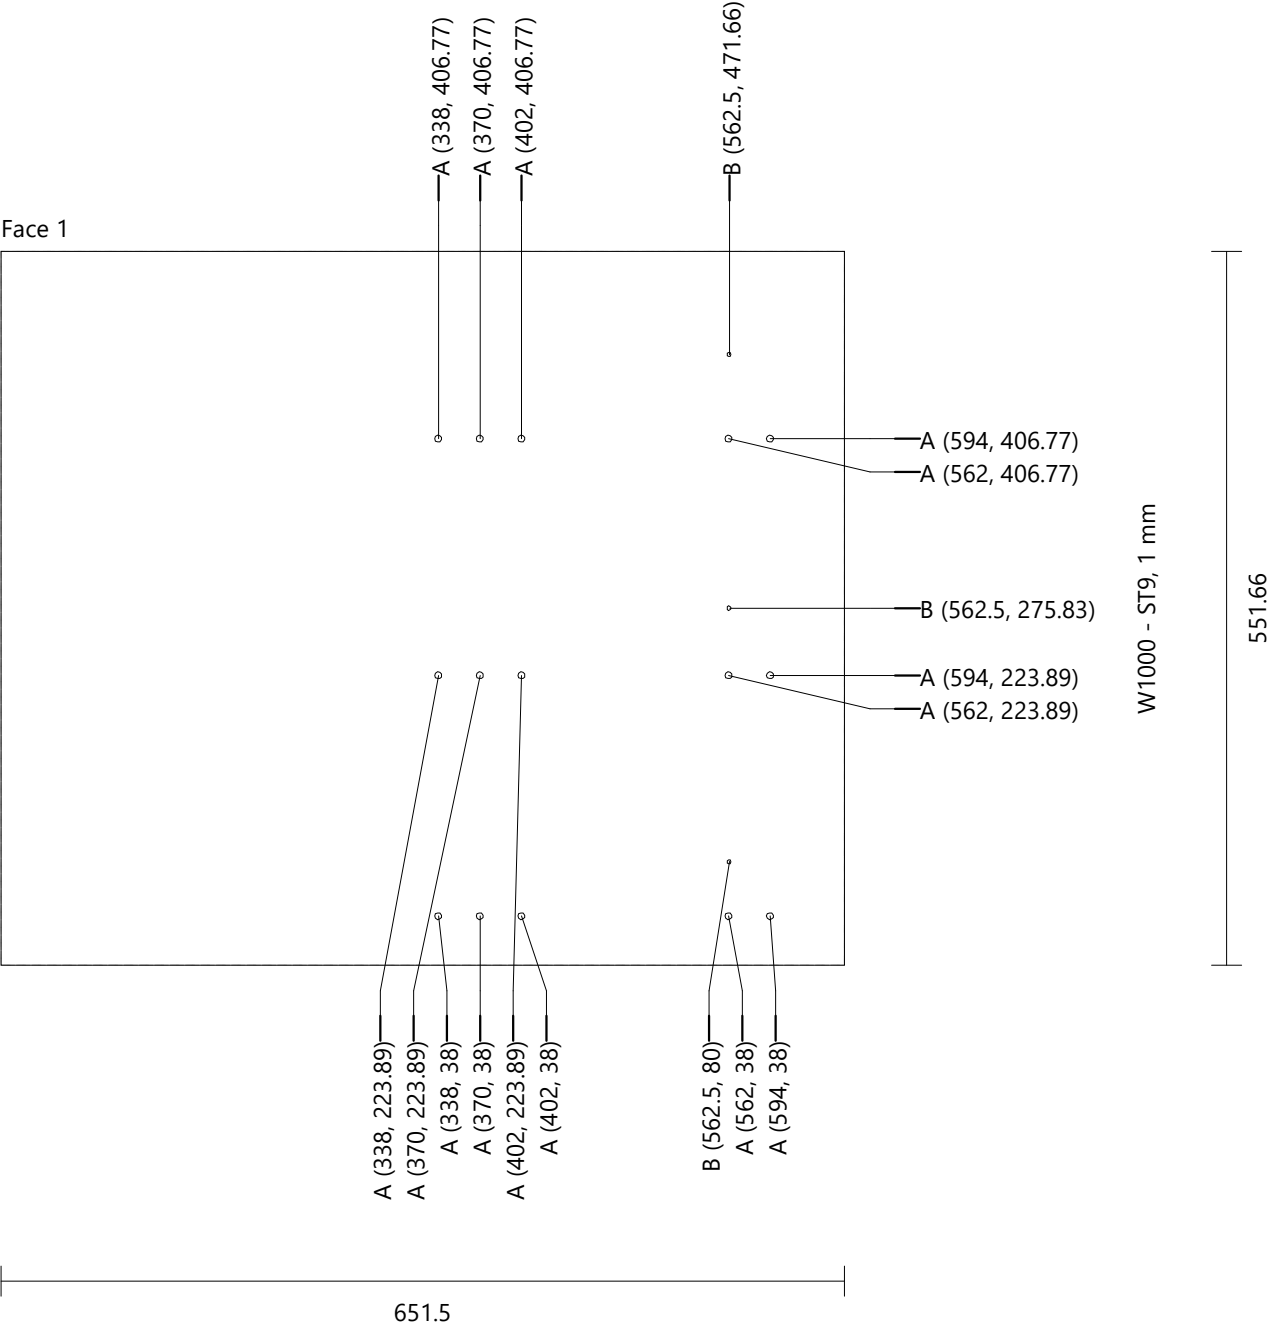 A (338, 406.77)
A (370, 406.77)
A (402, 406.77)
B (562.5, 471.66)
Face 1
A (594, 406.77)
A (562, 406.77)
B (562.5, 275.83)
A (594, 223.89)
A (562, 223.89)
W1000 - ST9, 1 mm
551.66
A (338, 223.89)
A (370, 223.89)
A (338, 38)
A (370, 38)
A (402, 223.89)
A (402, 38)
B (562.5, 80)
A (562, 38)
A (594, 38)
651.5